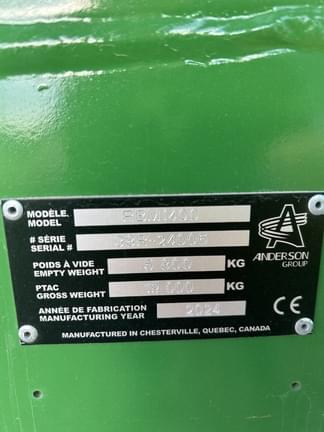 MODÈLE.
MODEL
# SÉRIE
SERIAL #
POIDS À VIDE
EMPTY WEIGHT
KG
PTAC
GROSS WEIGHT
KG
ANNÉE DE FABRICATION
MANUFACTURING YEAR
2024
ANDERSON
GROUP
CE
MANUFACTURED IN CHESTERVILLE, QUEBEC, CANADA